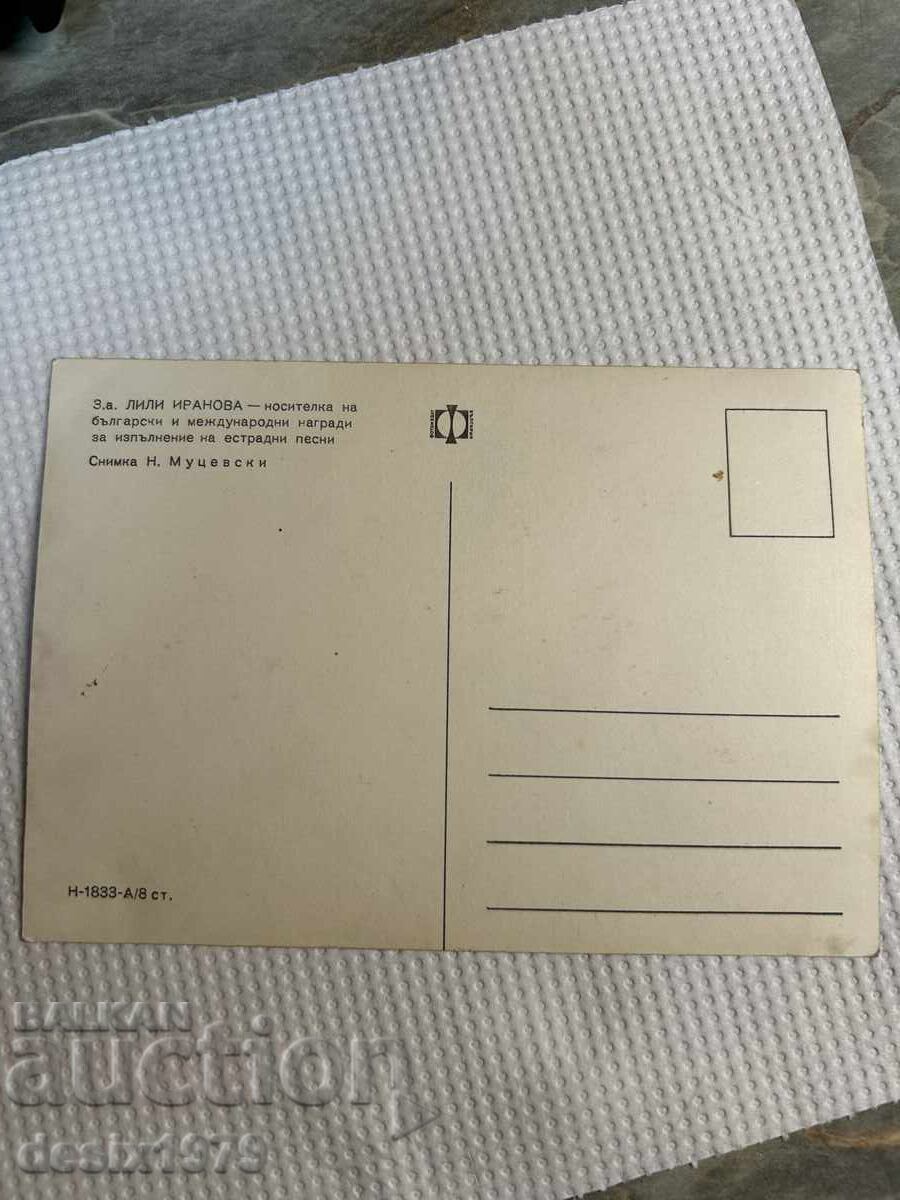 З.а. ЛИЛИ ИРАНОВА — носителка на
български и международни награди
за изпълнение на естрадни песни
Снимка Н. Муцевски
Н-1833-А/8 ст.
BALKAN
auction
desix1979